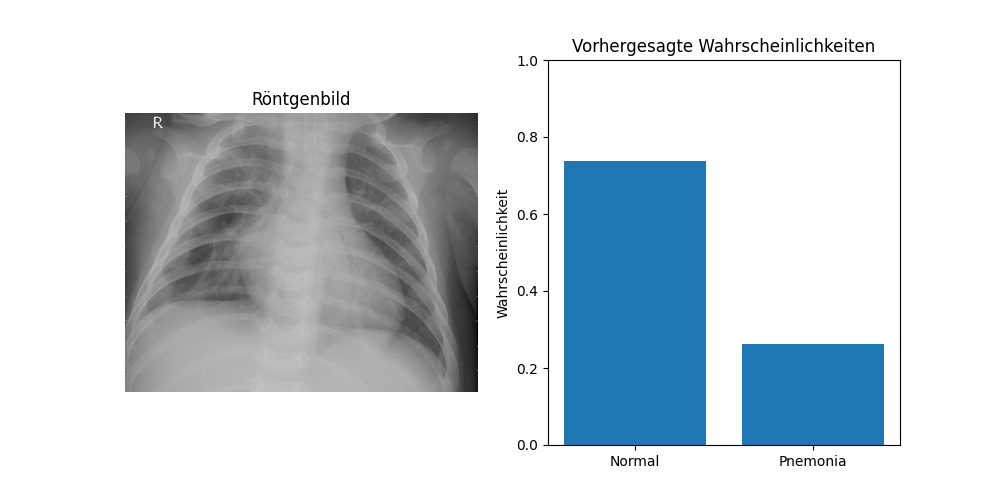 Röntgenbild
R
Vorhergesagte Wahrscheinlichkeiten
Wahrscheinlichkeit
1.0
0.8
0.6
0.4
0.2
0.0
Normal
Pnemonia